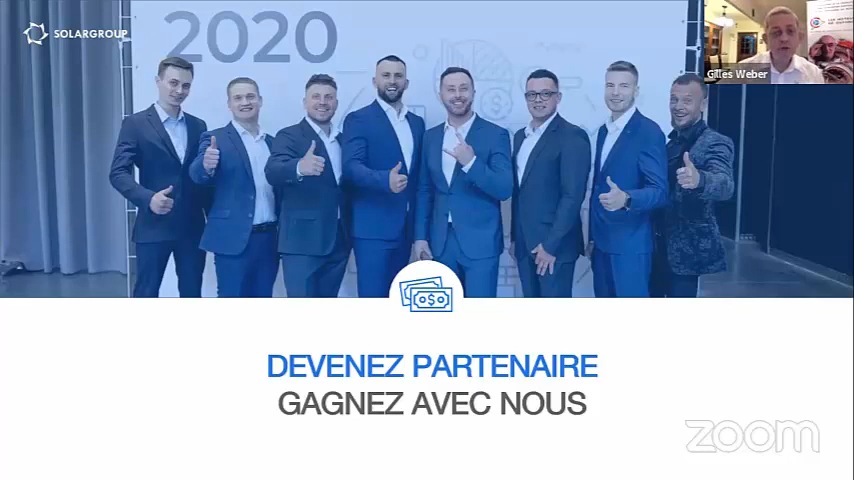 2020
SOLARGROUP
Gilles Weber
DEVENEZ PARTENAIRE
GAGNEZ AVEC NOUS
zoom